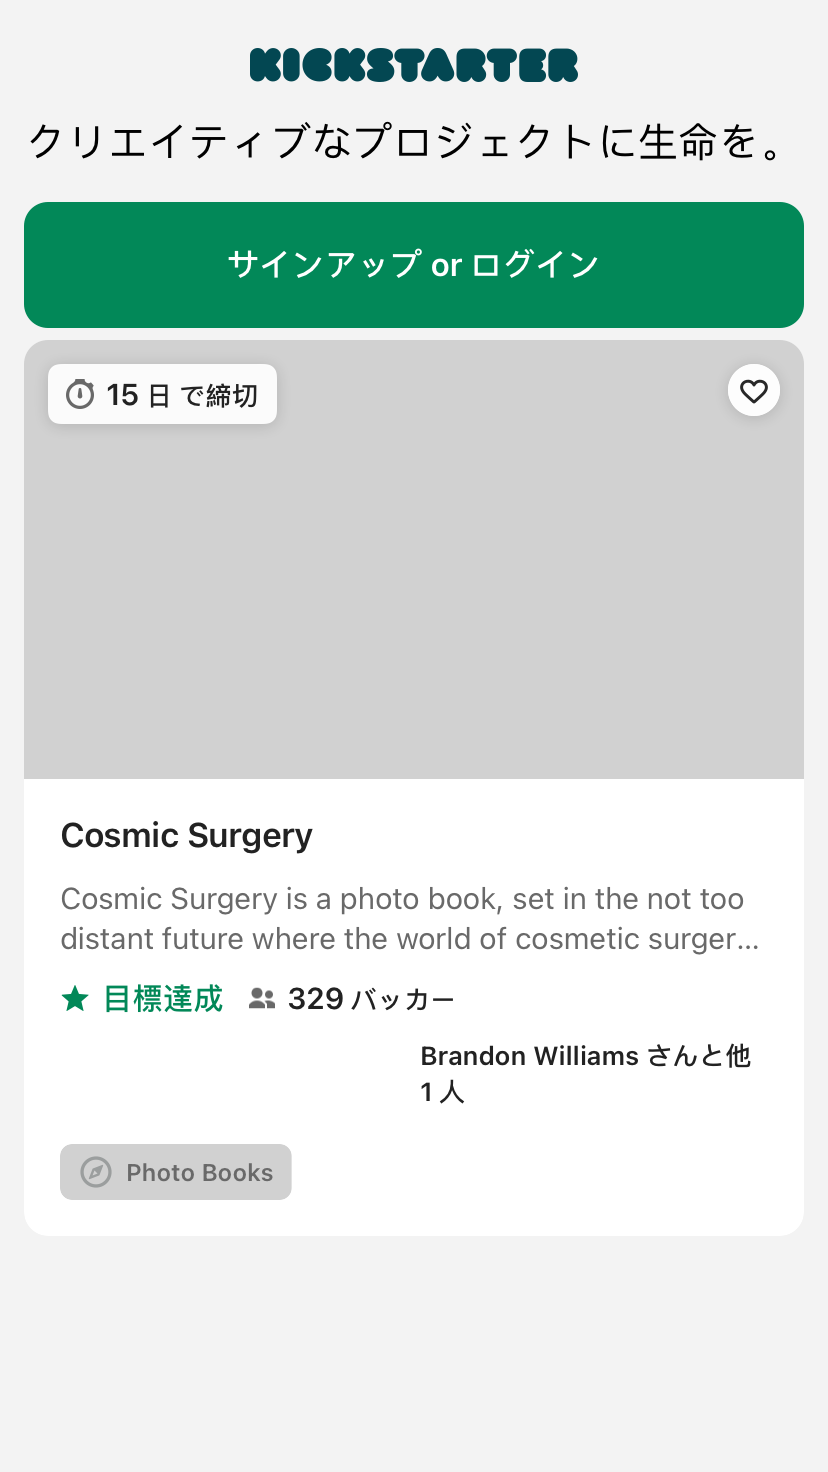 KICKSTARTER
クリエイティブなプロジェクトに生命を。
サインアップ or ログイン
15 日 で締切
Cosmic Surgery
Cosmic Surgery is a photo book, set in the not too
distant future where the world of cosmetic surger...
目標達成 329 バッカー
Brandon Williams さんと他
1 人
Photo Books